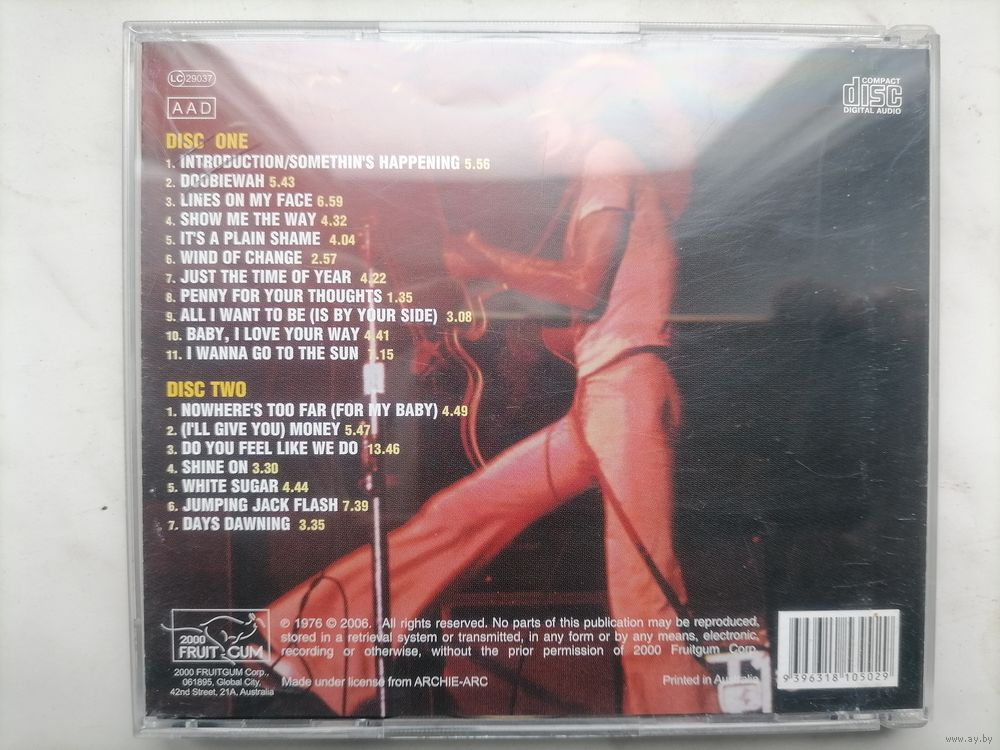 LC 29037
AAD
COMPACT
disc
DIGITAL AUDIO
DISC ONE
1. INTRODUCTION/SOMETHIN'S HAPPENING 5.56
2. DOOBIEWAH 5.43
3. LINES ON MY FACE 6.59
4. SHOW ME THE WAY 4.32
5. IT'S A PLAIN SHAME 4.04
6. WIND OF CHANGE 2.57
7. JUST THE TIME OF YEAR 4.22
8. PENNY FOR YOUR THOUGHTS 1.35
9. ALL I WANT TO BE (IS BY YOUR SIDE) 3.08
10. BABY, I LOVE YOUR WAY 4.41
11. I WANNA GO TO THE SUN 7.15
DISC TWO
1. NOWHERE'S TOO FAR (FOR MY BABY) 4.49
2. (I'LL GIVE YOU) MONEY 5.47
3. DO YOU FEEL LIKE WE DO 13.46
4. SHINE ON 3.30
5. WHITE SUGAR 4.44
6. JUMPING JACK FLASH 7.39
7. DAYS DAWNING 3.35
2000
FRUIT GUM
2000 FRUITGUM Corp.,
061895, Global City,
42nd Street, 21A, Australia
℗ 1976 © 2006. All rights reserved. No parts of this publication may be reproduced,
stored in a retrieval system or transmitted, in any form or by any means, electronic,
recording or otherwise, without the prior permission of 2000 Fruitgum Corp.
Made under license from ARCHIE-ARC
Printed in Australia
9 396318 105029
www.ay.by